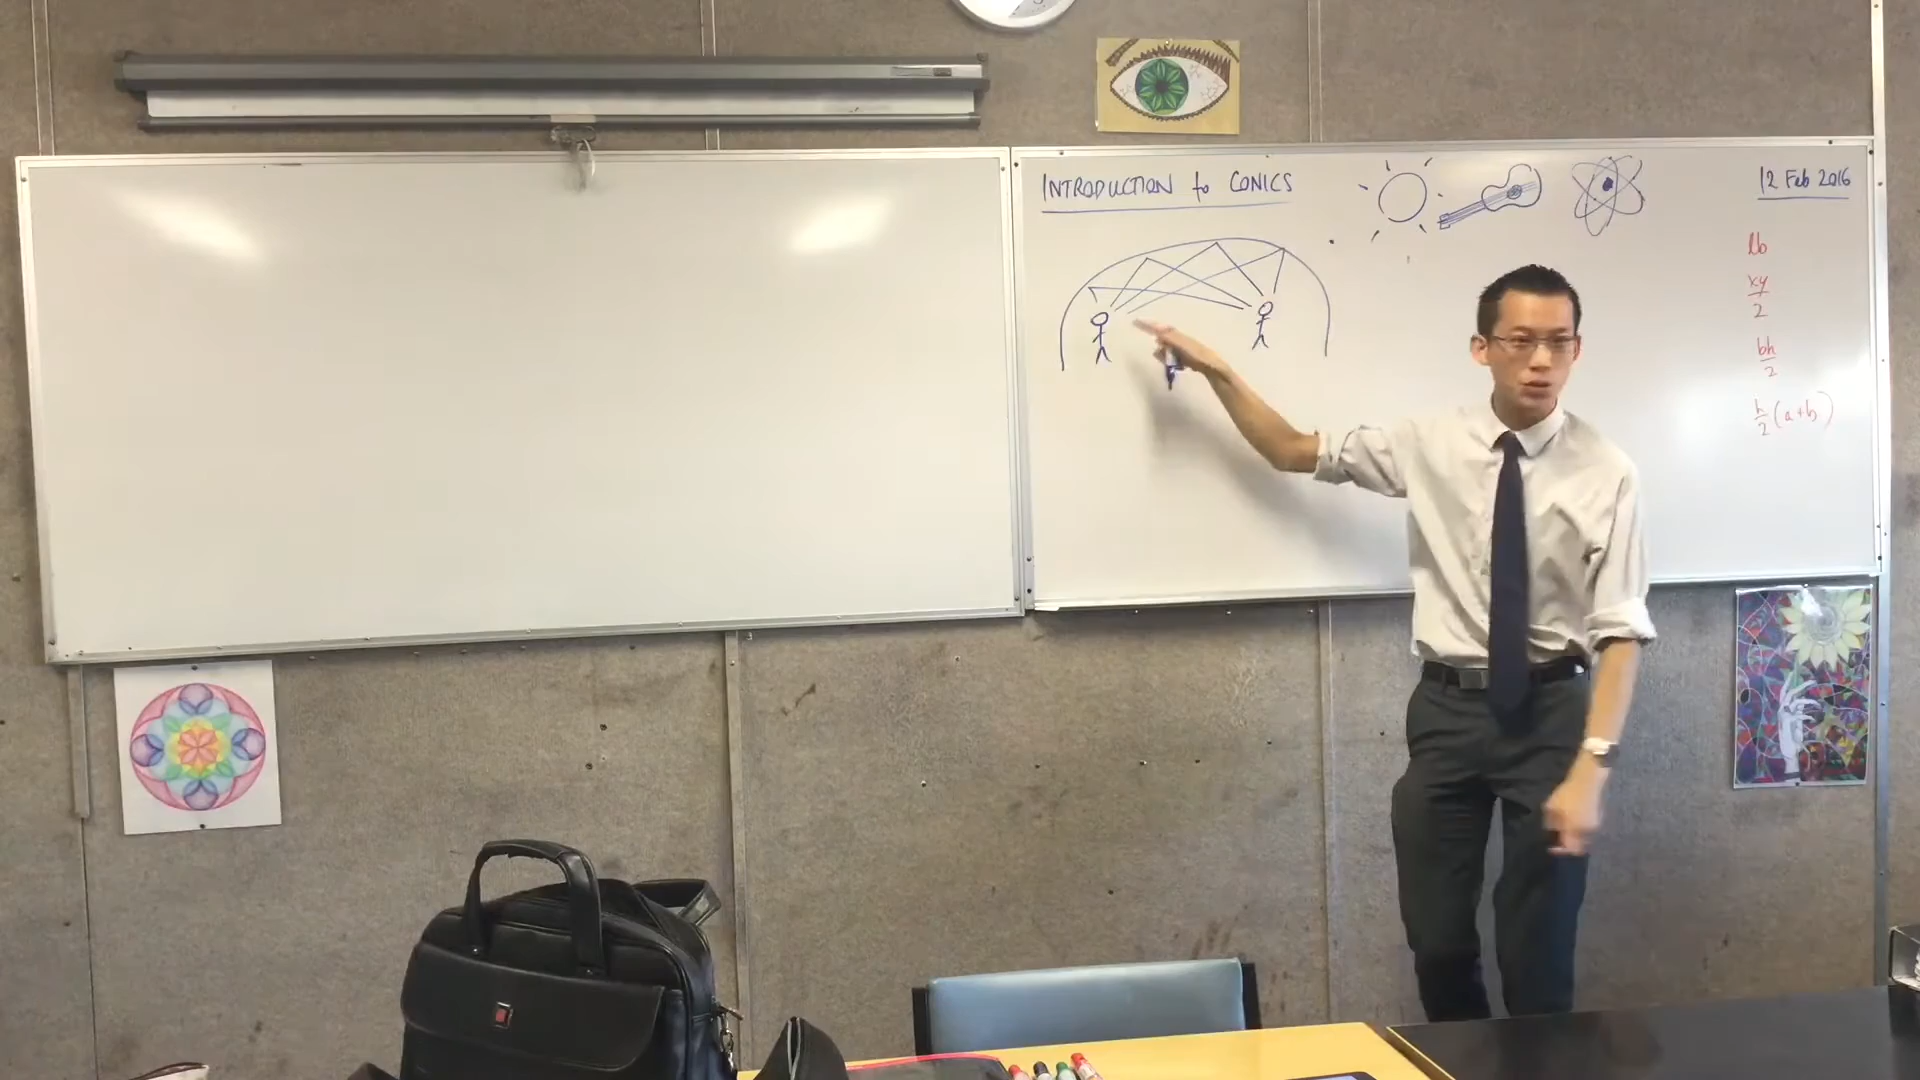 INTRODUCTION to CONICS
12 Feb 2016
lb
xy/2
bh/2
h/2 (a+b)